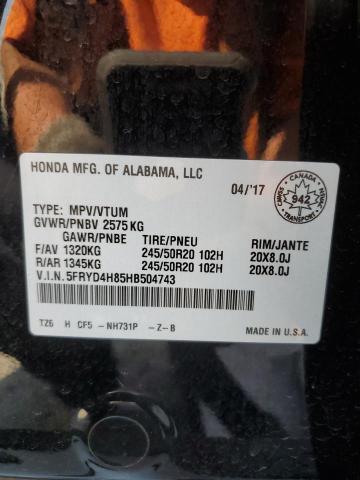 HONDA MFG. OF ALABAMA, LLC
04/'17
CANADA
942
TRANSPORT
TYPE: MPV/VTUM
GVWR/PNBV 2575KG
GAWR/PNBE TIRE/PNEU RIM/JANTE
F/AV 1320KG 245/50R20 102H 20X8.0J
R/AR 1345KG 245/50R20 102H 20X8.0J
V.I.N.5FRYD4H85HB504743
TZ6 H CF5 -NH731P -Z-B MADE IN U.S.A.